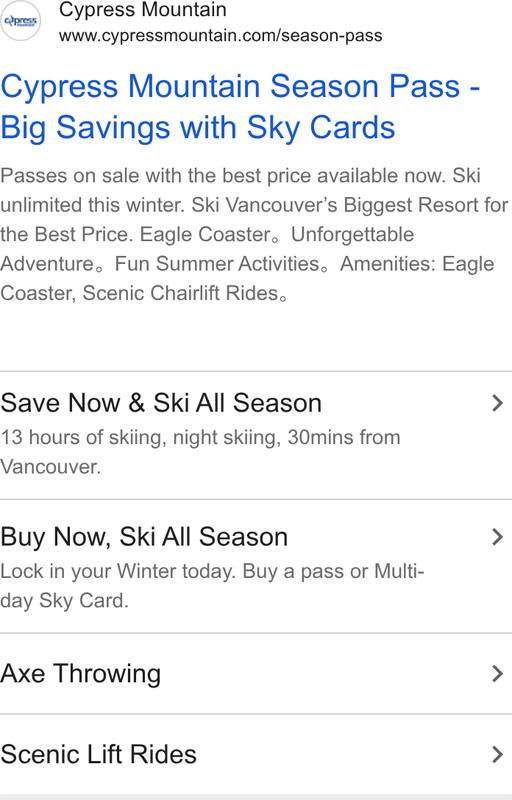 cypress
Cypress Mountain
www.cypressmountain.com/season-pass
Cypress Mountain Season Pass -
Big Savings with Sky Cards
Passes on sale with the best price available now. Ski
unlimited this winter. Ski Vancouver’s Biggest Resort for
the Best Price. Eagle Coaster。Unforgettable
Adventure。Fun Summer Activities。Amenities: Eagle
Coaster, Scenic Chairlift Rides。
Save Now & Ski All Season
13 hours of skiing, night skiing, 30mins from
Vancouver.
Buy Now, Ski All Season
Lock in your Winter today. Buy a pass or Multi-
day Sky Card.
Axe Throwing
Scenic Lift Rides